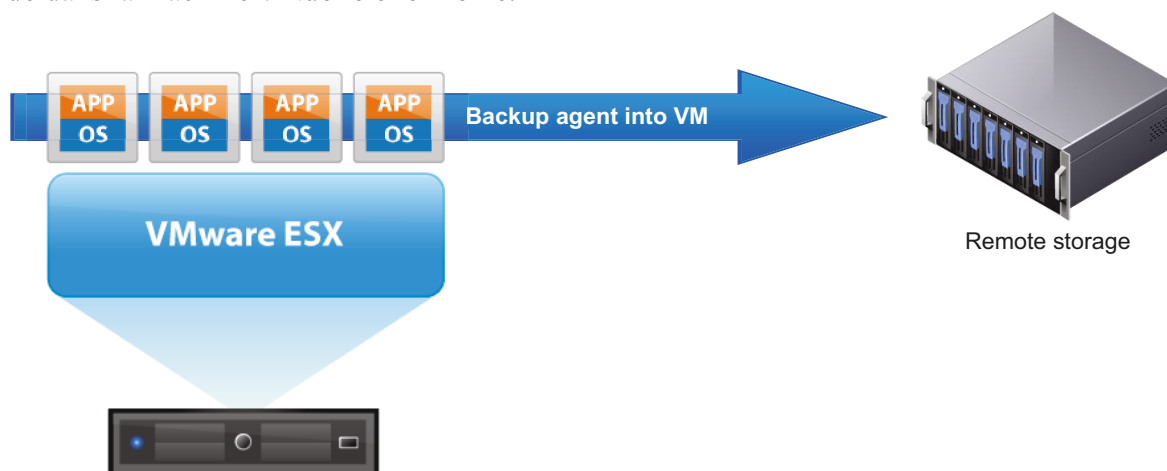 APP APP APP APP
OS OS OS OS
Backup agent into VM
VMware ESX
Remote storage